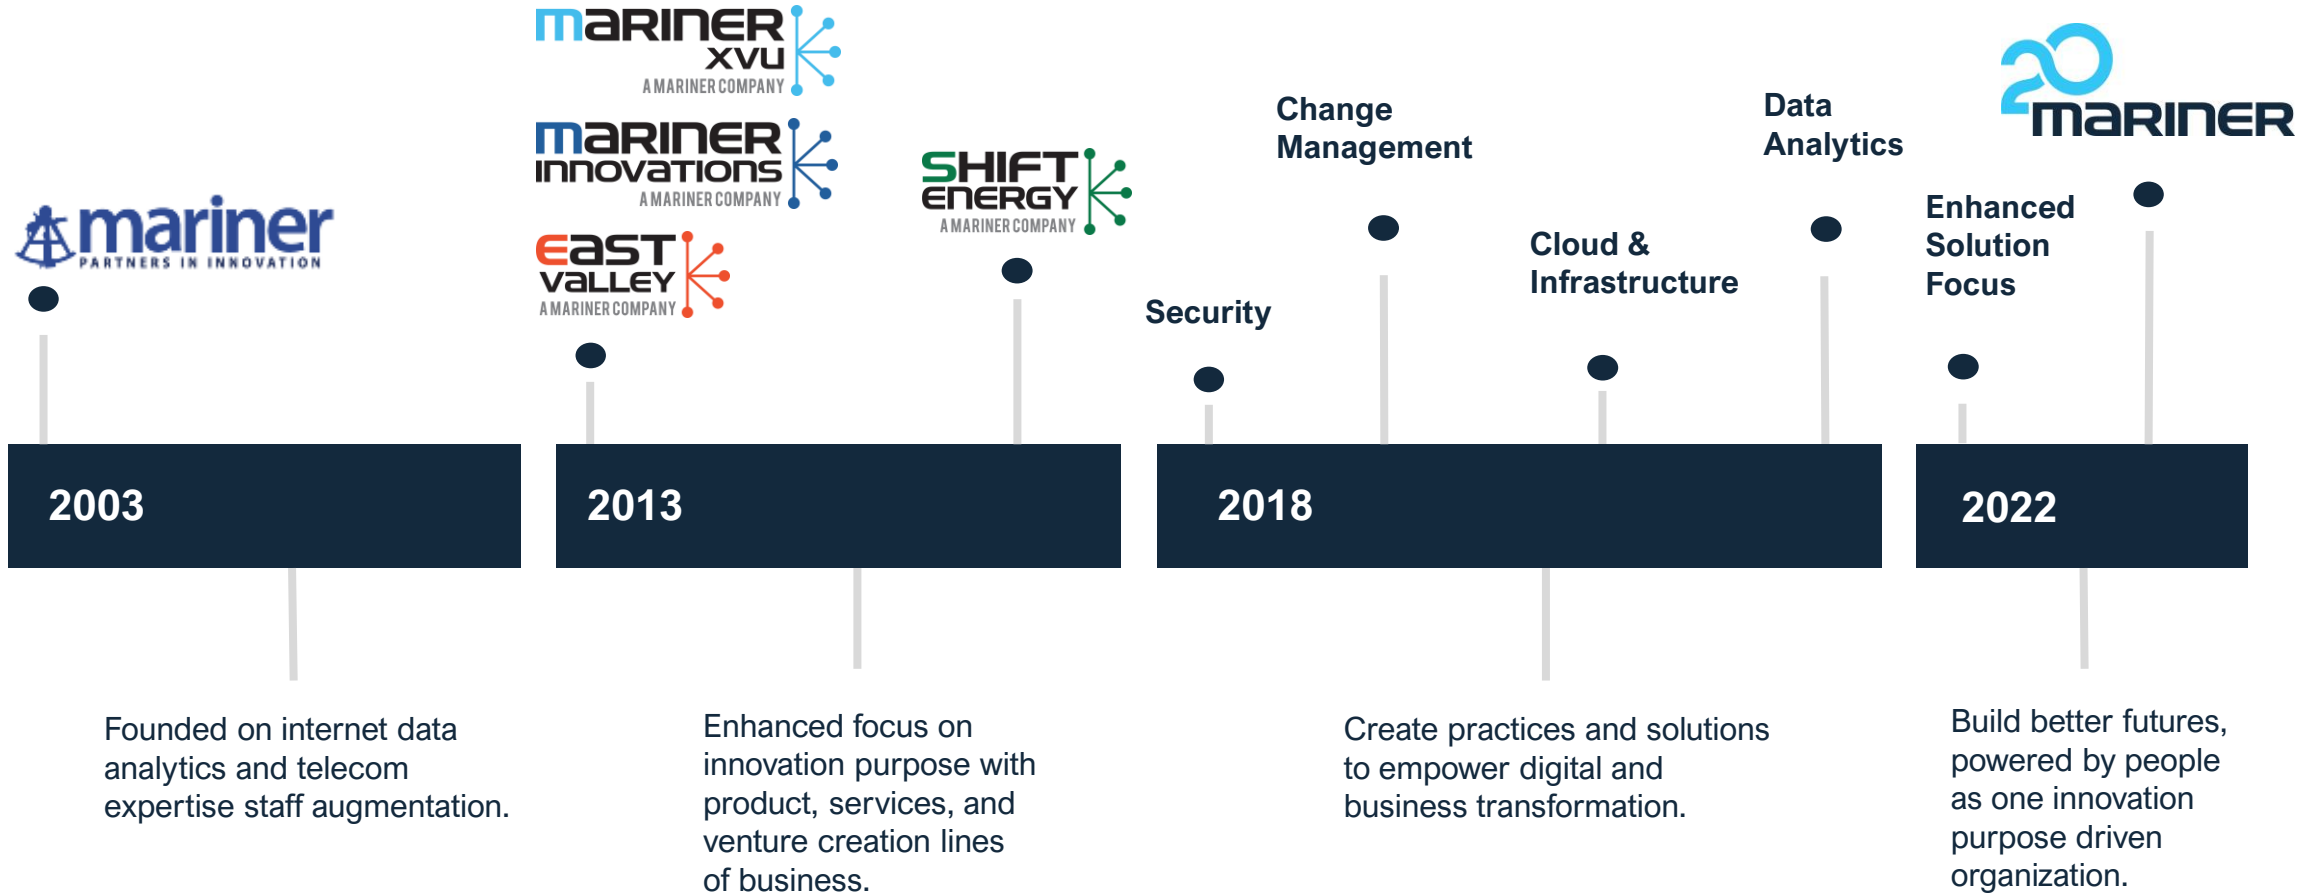 mariner
PARTNERS IN INNOVATION
mariner
xvu
A MARINER COMPANY
mariner
innovations
A MARINER COMPANY
east
valley
A MARINER COMPANY
SHIFT
energy
A MARINER COMPANY
Security
Change
Management
Cloud &
Infrastructure
Data
Analytics
Enhanced
Solution
Focus
20
mariner
2003
2013
2018
2022
Founded on internet data
analytics and telecom
expertise staff augmentation.
Enhanced focus on
innovation purpose with
product, services, and
venture creation lines
of business.
Create practices and solutions
to empower digital and
business transformation.
Build better futures,
powered by people
as one innovation
purpose driven
organization.